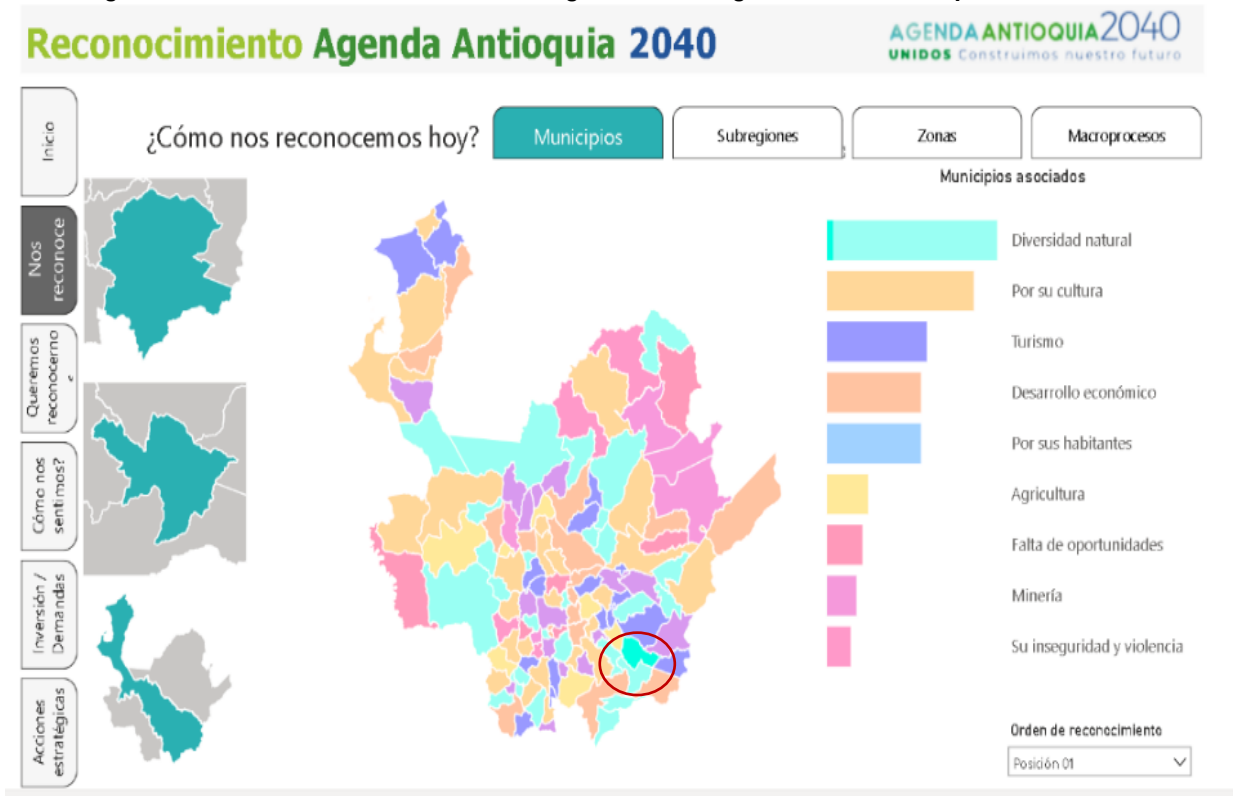 Reconocimiento Agenda Antioquia 2040
AGENDA ANTIOQUIA 2040
UNIDOS Construimos nuestro futuro
Inicio
Nos
reconoce
Queremos
reconocerno
Cómo nos
sentimos?
Inversión /
Demandas
Acciones
estratégicas
¿Cómo nos reconocemos hoy?
Municipios
Subregiones
Zonas
Macroprocesos
Municipios asociados
Diversidad natural
Por su cultura
Turismo
Desarrollo económico
Por sus habitantes
Agricultura
Falta de oportunidades
Minería
Su inseguridad y violencia
Orden de reconocimiento
Posición 01